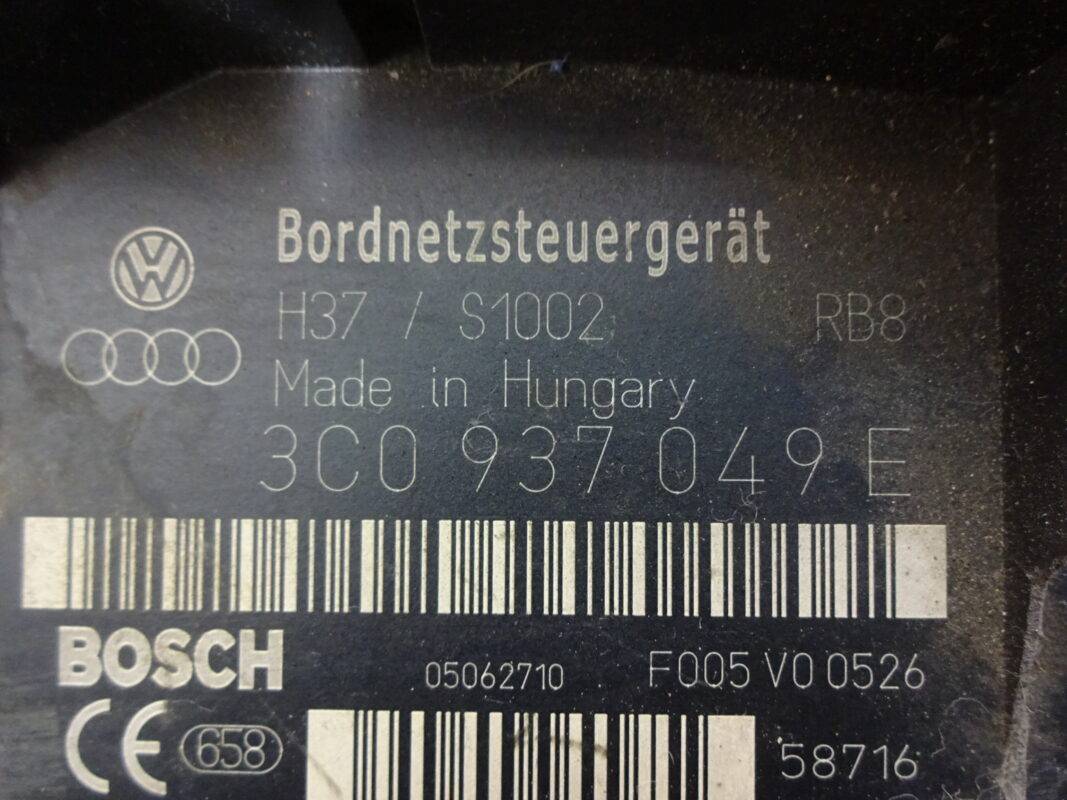 Bordnetzsteuergerät
H37 / S1002 RB8
Made in Hungary
3C0 937 049 E
BOSCH 05062710 F005 V0 0526
CE 658 58716